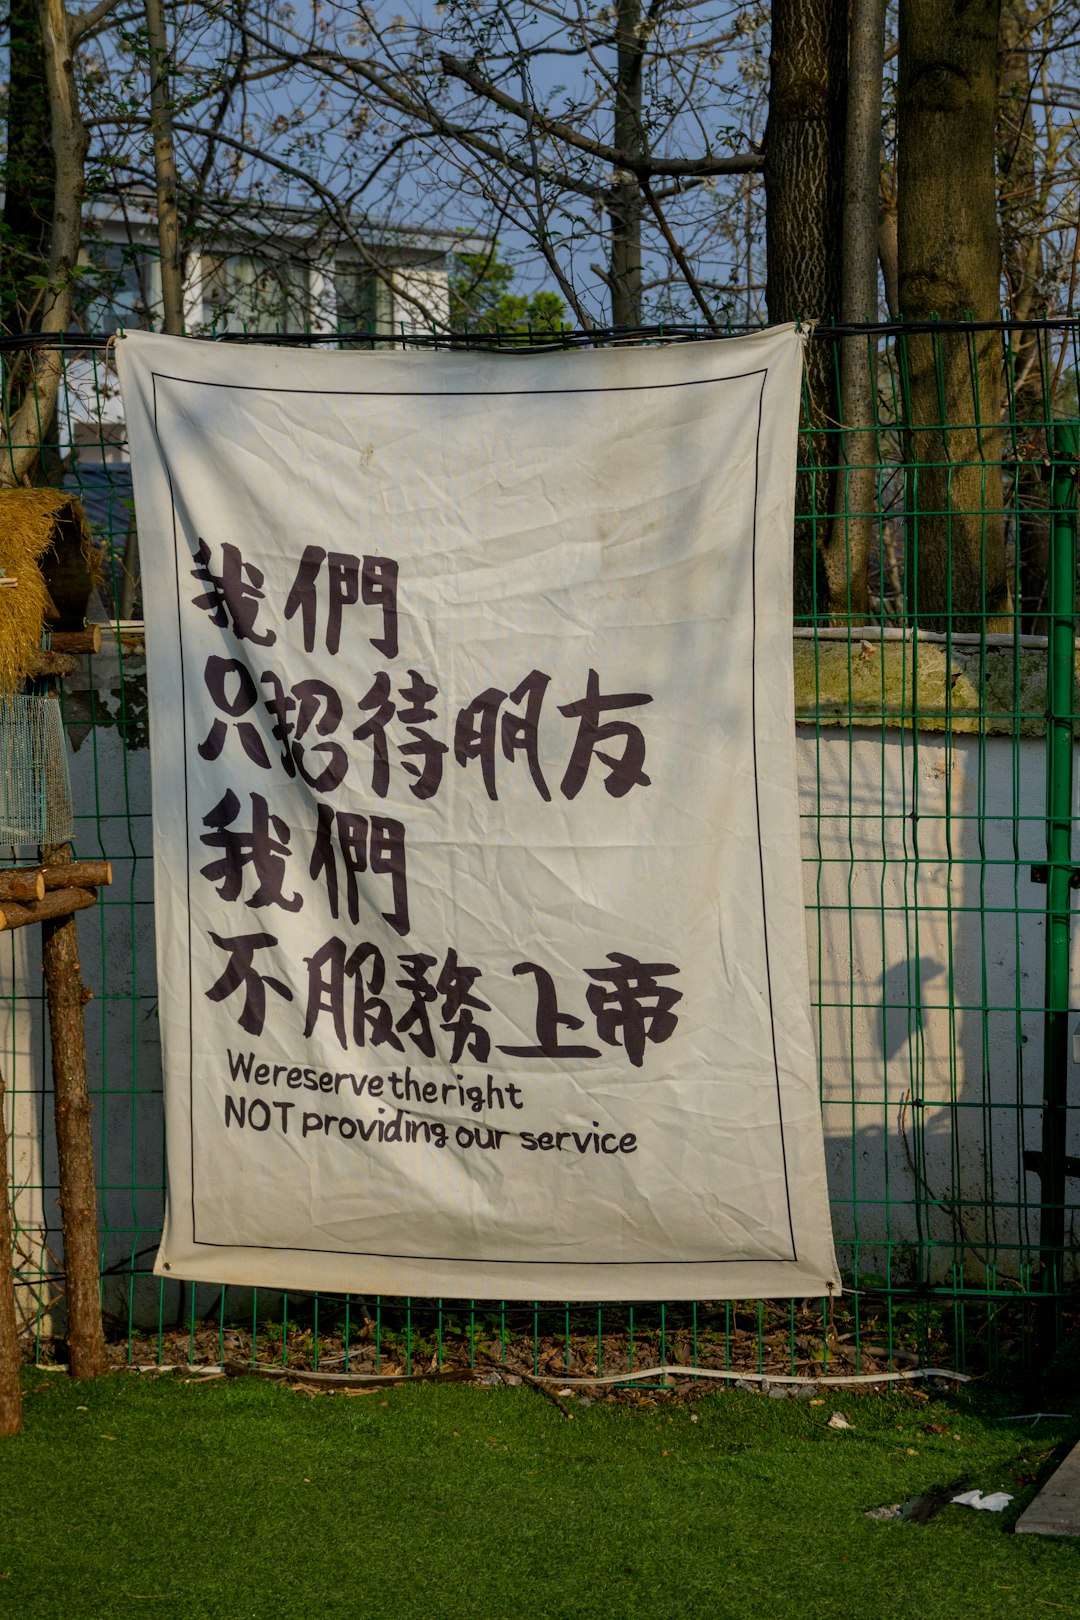 我們
只招待朋友
我們
不服務上帝
Wereservetheright
NOT providing our service